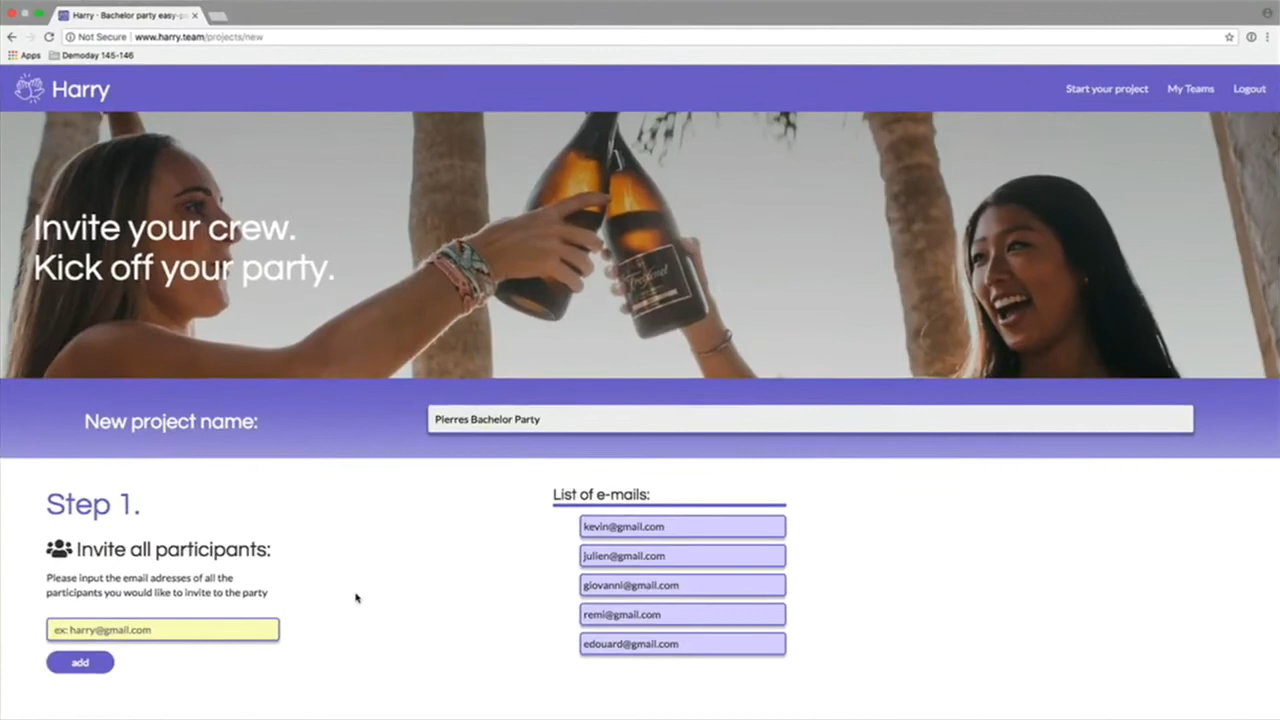 Harry - Bachelor party easy-p
Not Secure www.harry.team/projects/new
Apps Demoday 145-146
Harry
Start your project My Teams Logout
Invite your crew.
Kick off your party.
New project name:
Pierres Bachelor Party
Step 1.
Invite all participants:
Please input the email adresses of all the
participants you would like to invite to the party
ex: harry@gmail.com
add
List of e-mails:
kevin@gmail.com
julien@gmail.com
giovanni@gmail.com
remi@gmail.com
edouard@gmail.com